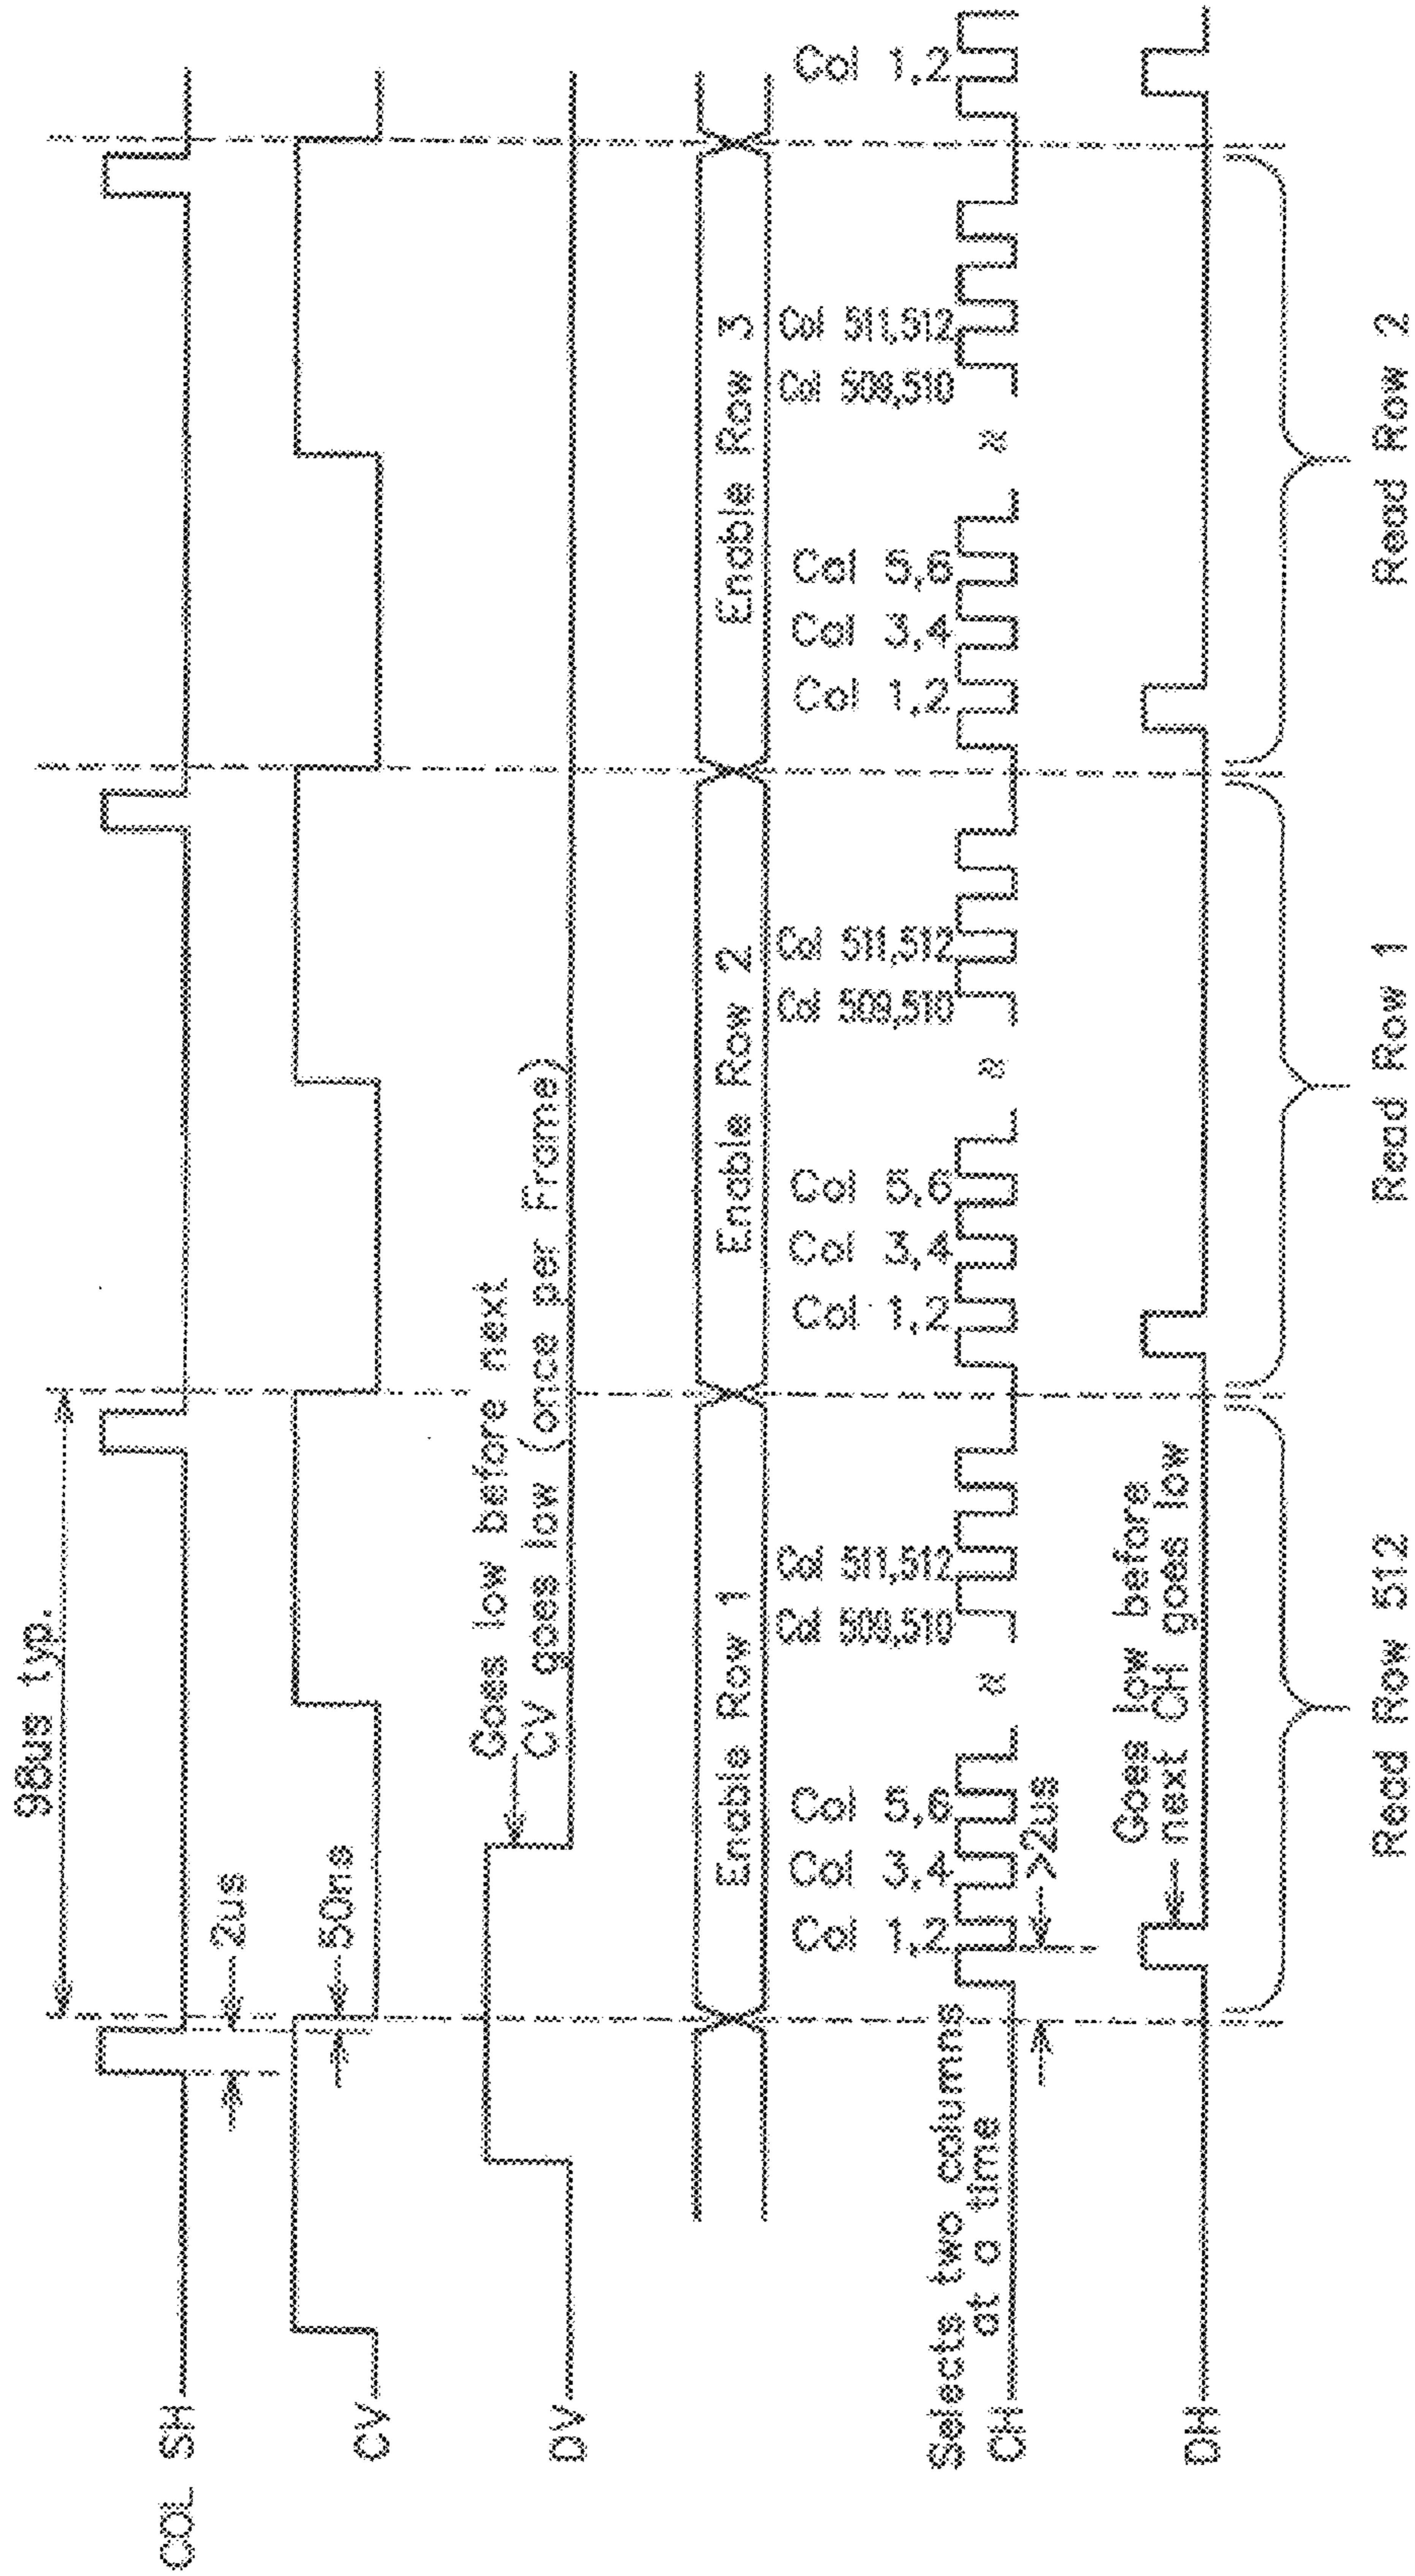 98us typ.
COL SH
2us
CV
50ns
DV
Goes low before next
CV goes low (once per Frame)
Enable Row 1
Enable Row 2
Enable Row 3
Selects two columns
at a time
CH
Col 1,2
Col 3,4
Col 5,6
≈
Col 509,510
Col 511,512
Col 1,2
Col 3,4
Col 5,6
≈
Col 509,510
Col 511,512
Col 1,2
Col 3,4
Col 5,6
≈
Col 509,510
Col 511,512
Col 1,2
>2us
DH
Goes low before
next CH goes low
Read Row 512
Read Row 1
Read Row 2